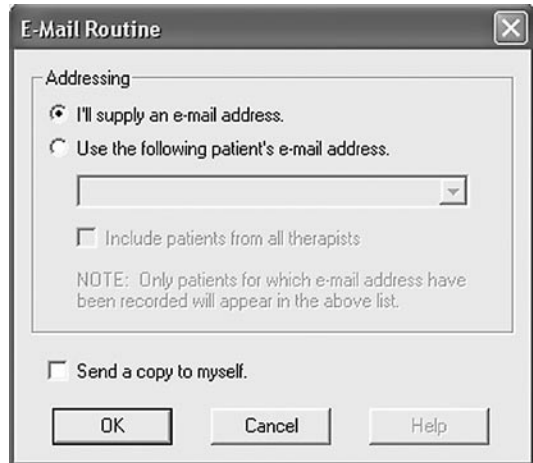 E-Mail Routine
Addressing
I'll supply an e-mail address.
Use the following patient's e-mail address.
Include patients from all therapists
NOTE: Only patients for which e-mail address have
been recorded will appear in the above list.
Send a copy to myself.
OK Cancel Help